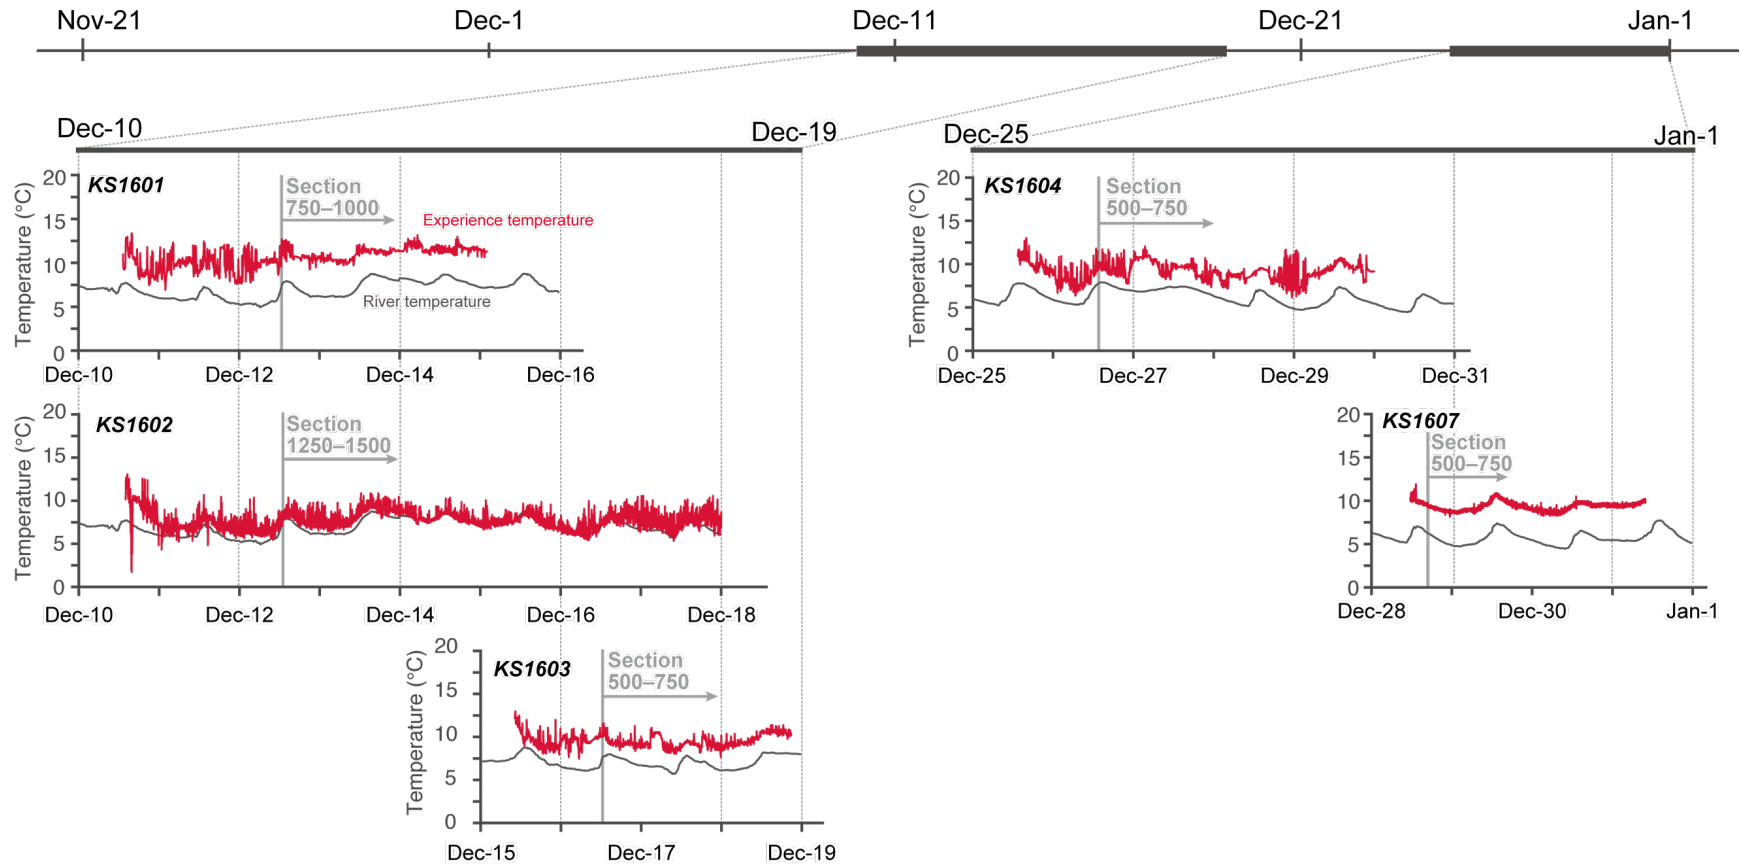 Nov-21 Dec-1 Dec-11 Dec-21 Jan-1
Dec-10 Dec-19
Dec-25 Jan-1
KS1601
Temperature (°C)
20
15
10
5
0
Section
750–1000
Experience temperature
River temperature
Dec-10 Dec-12 Dec-14 Dec-16
KS1604
Temperature (°C)
20
15
10
5
0
Section
500–750
Dec-25 Dec-27 Dec-29 Dec-31
KS1602
Temperature (°C)
20
15
10
5
0
Section
1250–1500
Dec-10 Dec-12 Dec-14 Dec-16 Dec-18
KS1607
20
15
10
5
0
Section
500–750
Dec-28 Dec-30 Jan-1
KS1603
Temperature (°C)
20
15
10
5
0
Section
500–750
Dec-15 Dec-17 Dec-19